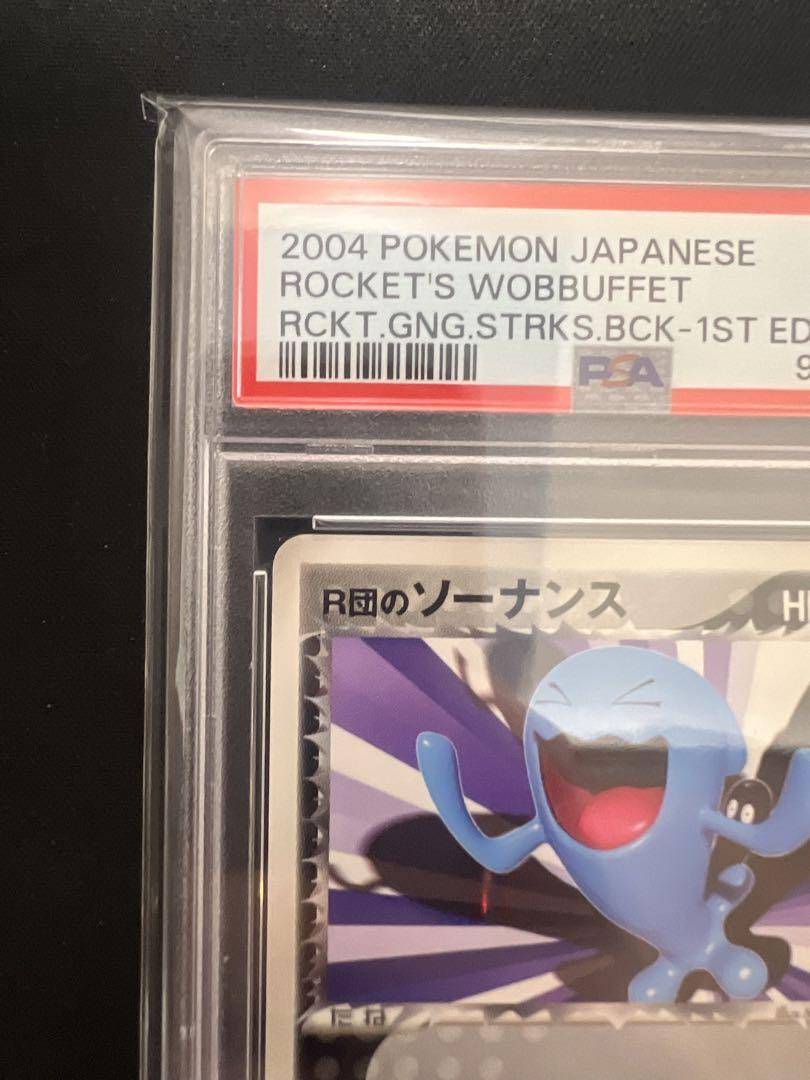 2004 POKEMON JAPANESE
ROCKET'S WOBBUFFET
RCKT.GNG.STRKS.BCK-1ST ED
PSA
9
R団のソーナンス H